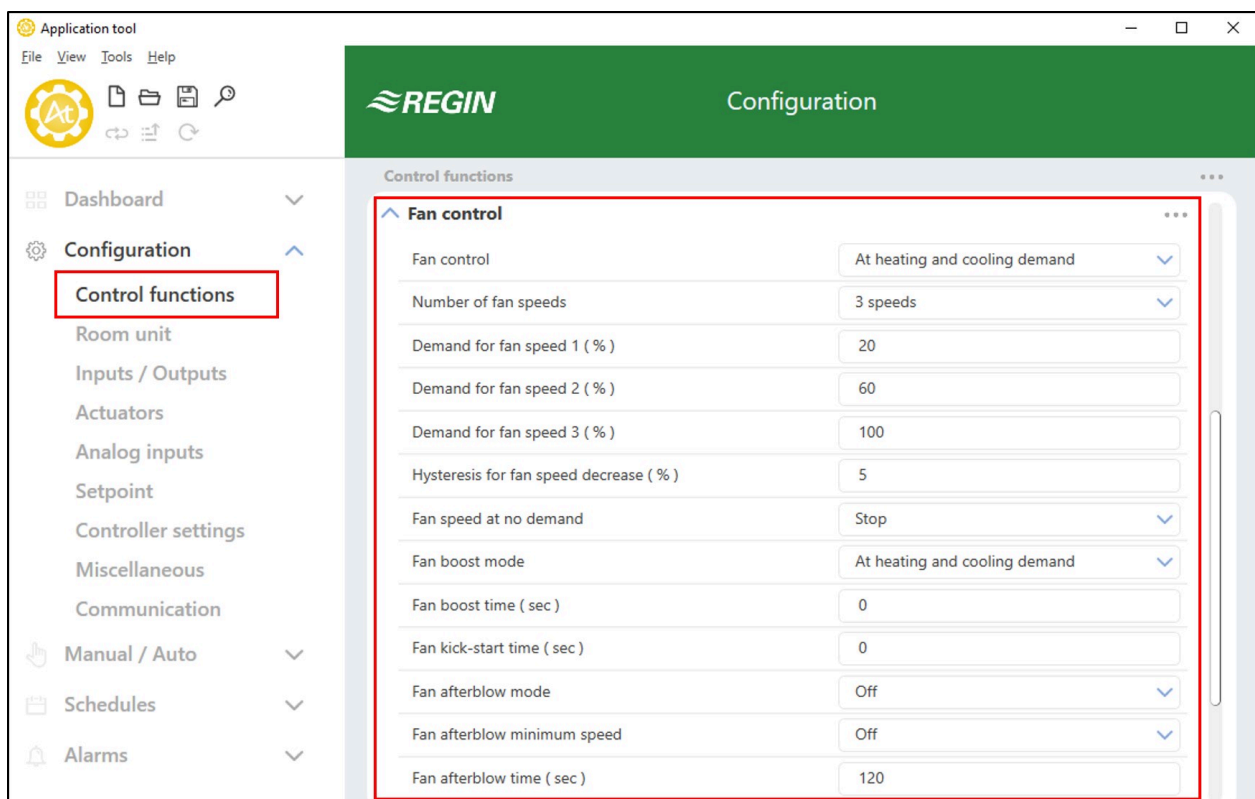 Application tool
File View Tools Help
At
REGIN
Configuration
Control functions
Dashboard
Configuration
Control functions
Room unit
Inputs / Outputs
Actuators
Analog inputs
Setpoint
Controller settings
Miscellaneous
Communication
Manual / Auto
Schedules
Alarms
Fan control
Fan control At heating and cooling demand
Number of fan speeds 3 speeds
Demand for fan speed 1 ( % ) 20
Demand for fan speed 2 ( % ) 60
Demand for fan speed 3 ( % ) 100
Hysteresis for fan speed decrease ( % ) 5
Fan speed at no demand Stop
Fan boost mode At heating and cooling demand
Fan boost time ( sec ) 0
Fan kick-start time ( sec ) 0
Fan afterblow mode Off
Fan afterblow minimum speed Off
Fan afterblow time ( sec ) 120